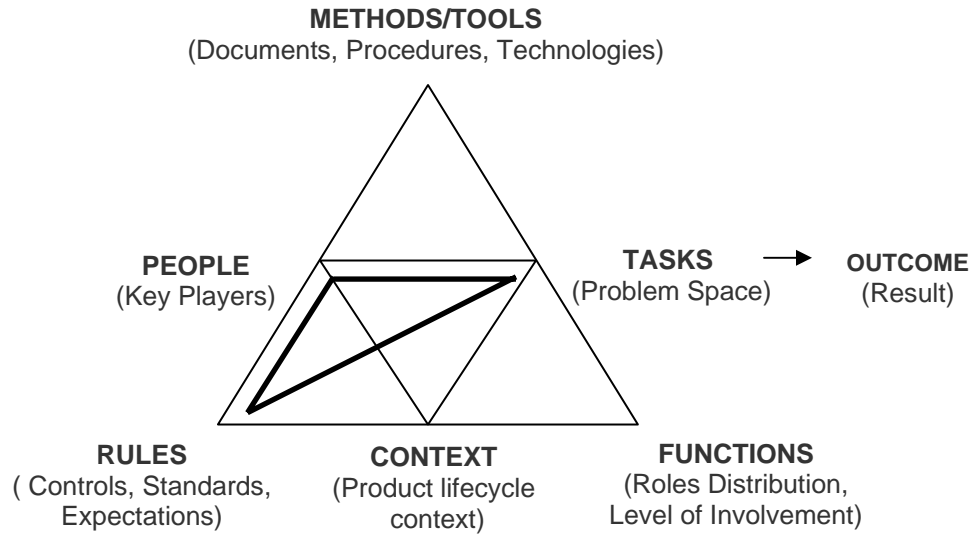 METHODS/TOOLS
(Documents, Procedures, Technologies)
PEOPLE
(Key Players)
TASKS
(Problem Space)
OUTCOME
(Result)
RULES
( Controls, Standards,
Expectations)
CONTEXT
(Product lifecycle
context)
FUNCTIONS
(Roles Distribution,
Level of Involvement)